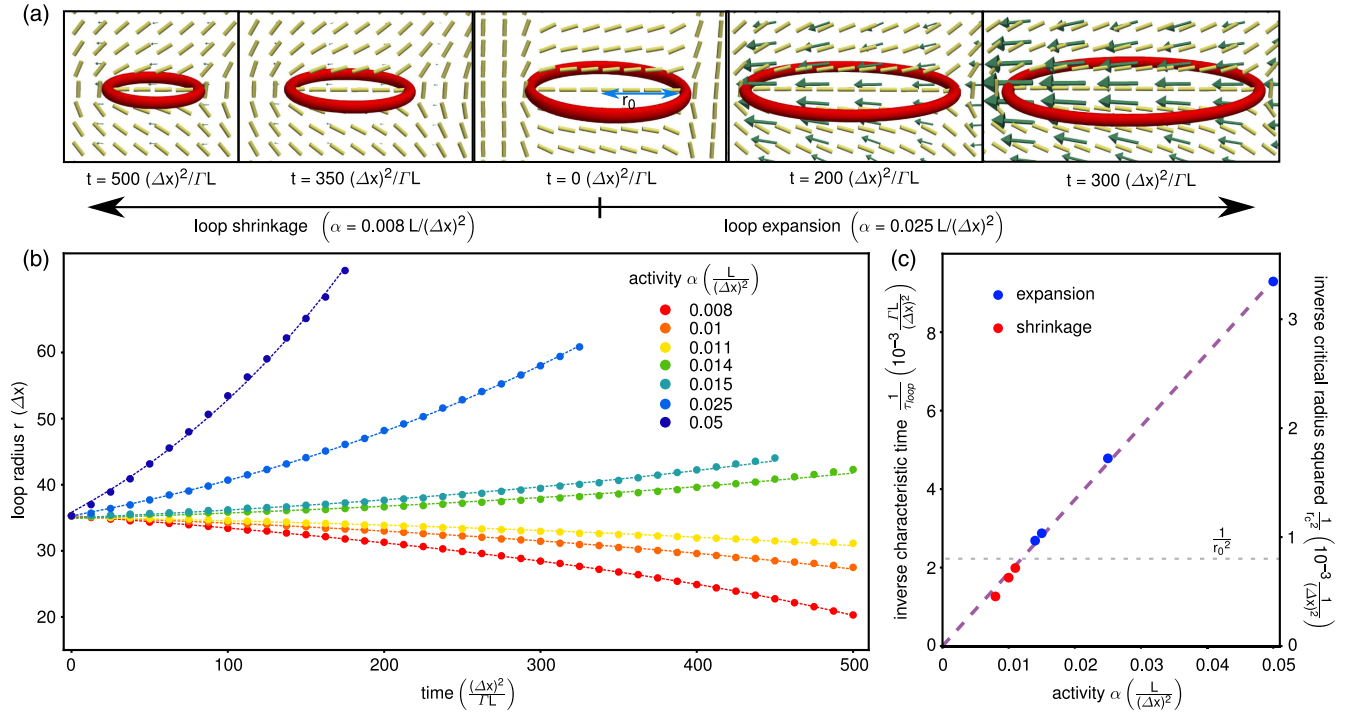 (a)
r₀
t = 500 (Δx)²/ΓL
t = 350 (Δx)²/ΓL
t = 0 (Δx)²/ΓL
t = 200 (Δx)²/ΓL
t = 300 (Δx)²/ΓL
loop shrinkage (α = 0.008 L/(Δx)²)
loop expansion (α = 0.025 L/(Δx)²)
(b)
loop radius r (Δx)
60
50
40
30
20
0
100
200
300
400
500
time ((Δx)²/ΓL)
activity α (L/(Δx)²)
0.008
0.01
0.011
0.014
0.015
0.025
0.05
(c)
inverse characteristic time 1/τ_loop (10⁻³ ΓL/(Δx)²)
8
6
4
2
0
expansion
shrinkage
1/r₀²
0
0.01
0.02
0.03
0.04
0.05
activity α (L/(Δx)²)
3
2
1
0
inverse critical radius squared 1/r_c² (10⁻³ 1/(Δx)²)